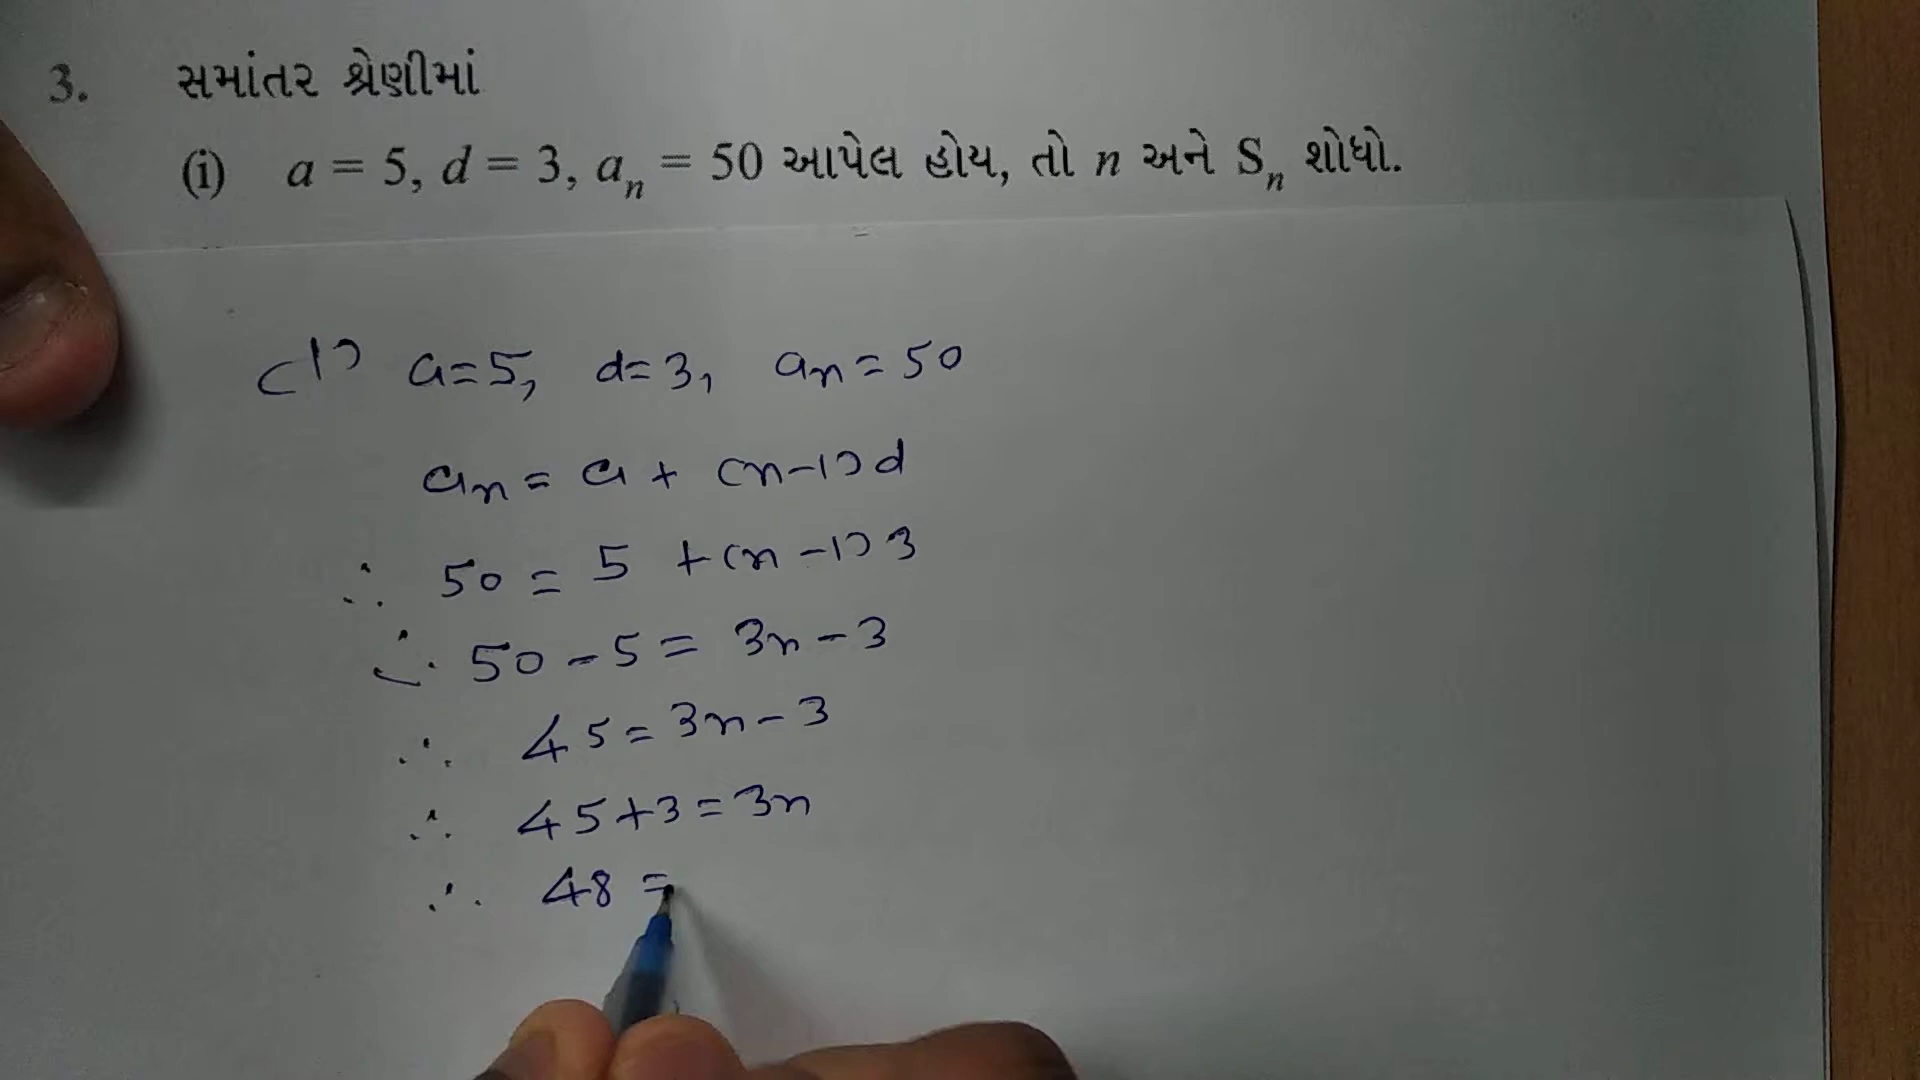 3. સમાંતર શ્રેણીમાં
(i) a = 5, d = 3, aₙ = 50 આપેલ હોય, તો n અને Sₙ શોધો.
(1) a=5, d=3, aₙ=50
aₙ = a + (n-1)d
∴ 50 = 5 + (n-1)3
∴ 50-5 = 3n-3
∴ 45 = 3n-3
∴ 45+3 = 3n
∴ 48 =